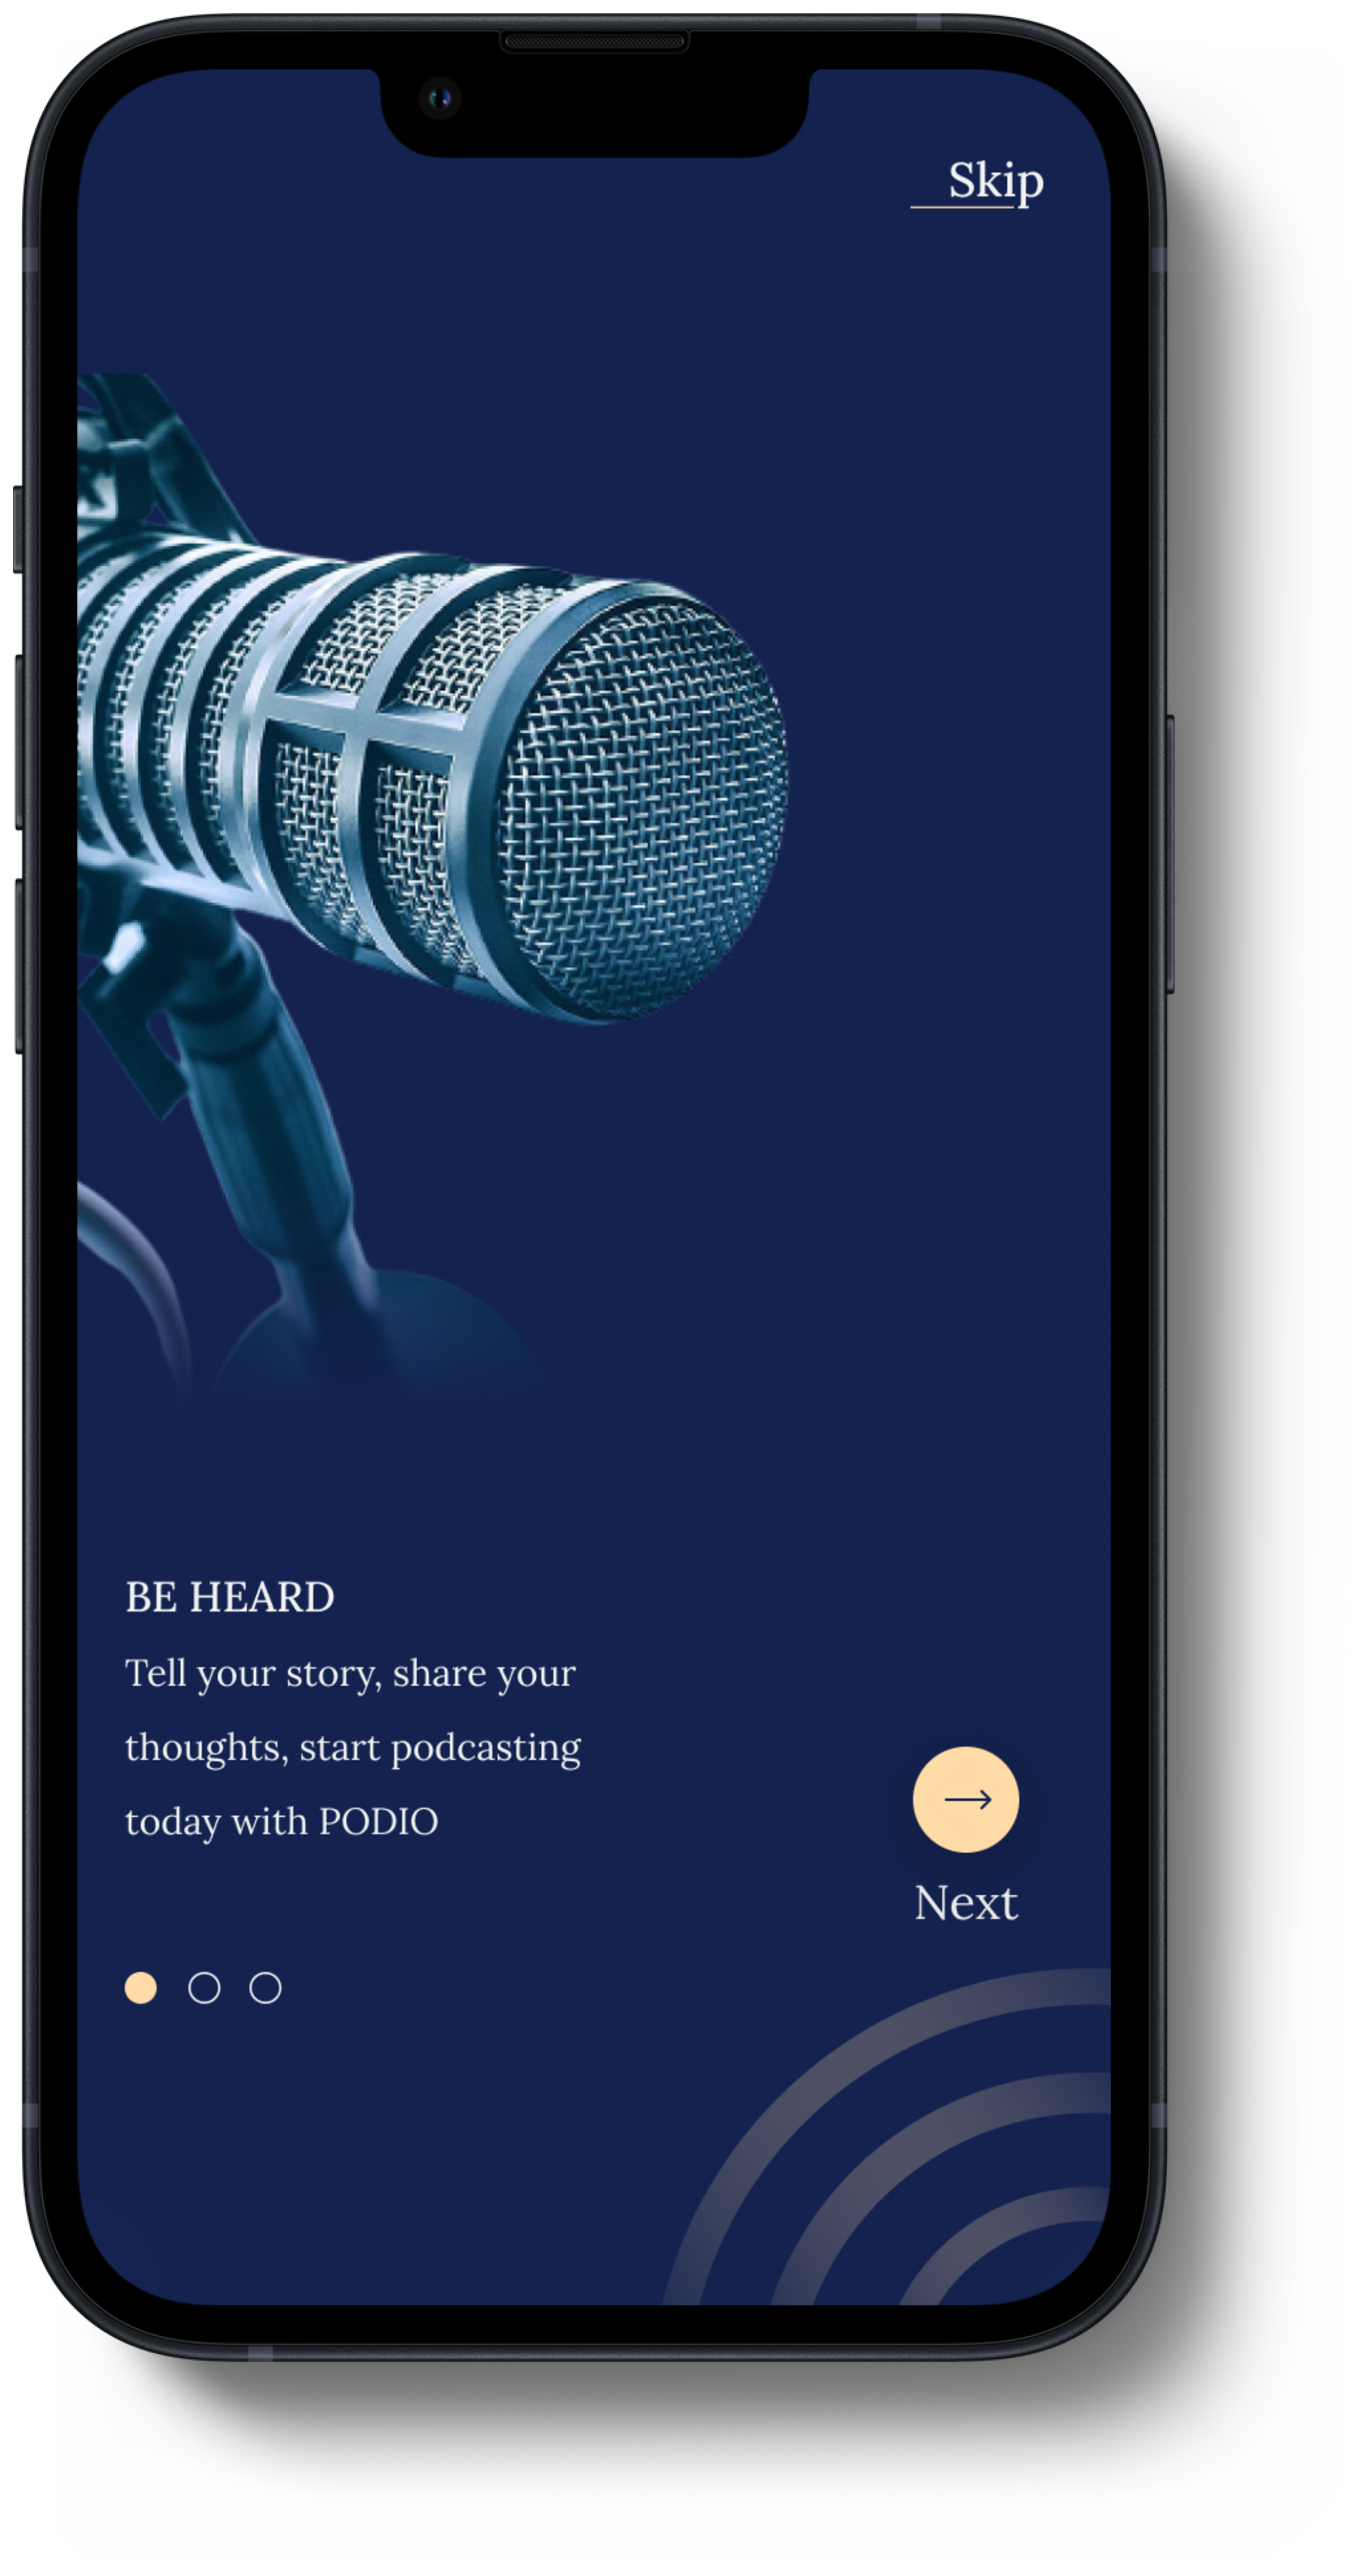 Skip
BE HEARD
Tell your story, share your
thoughts, start podcasting
today with PODIO
Next